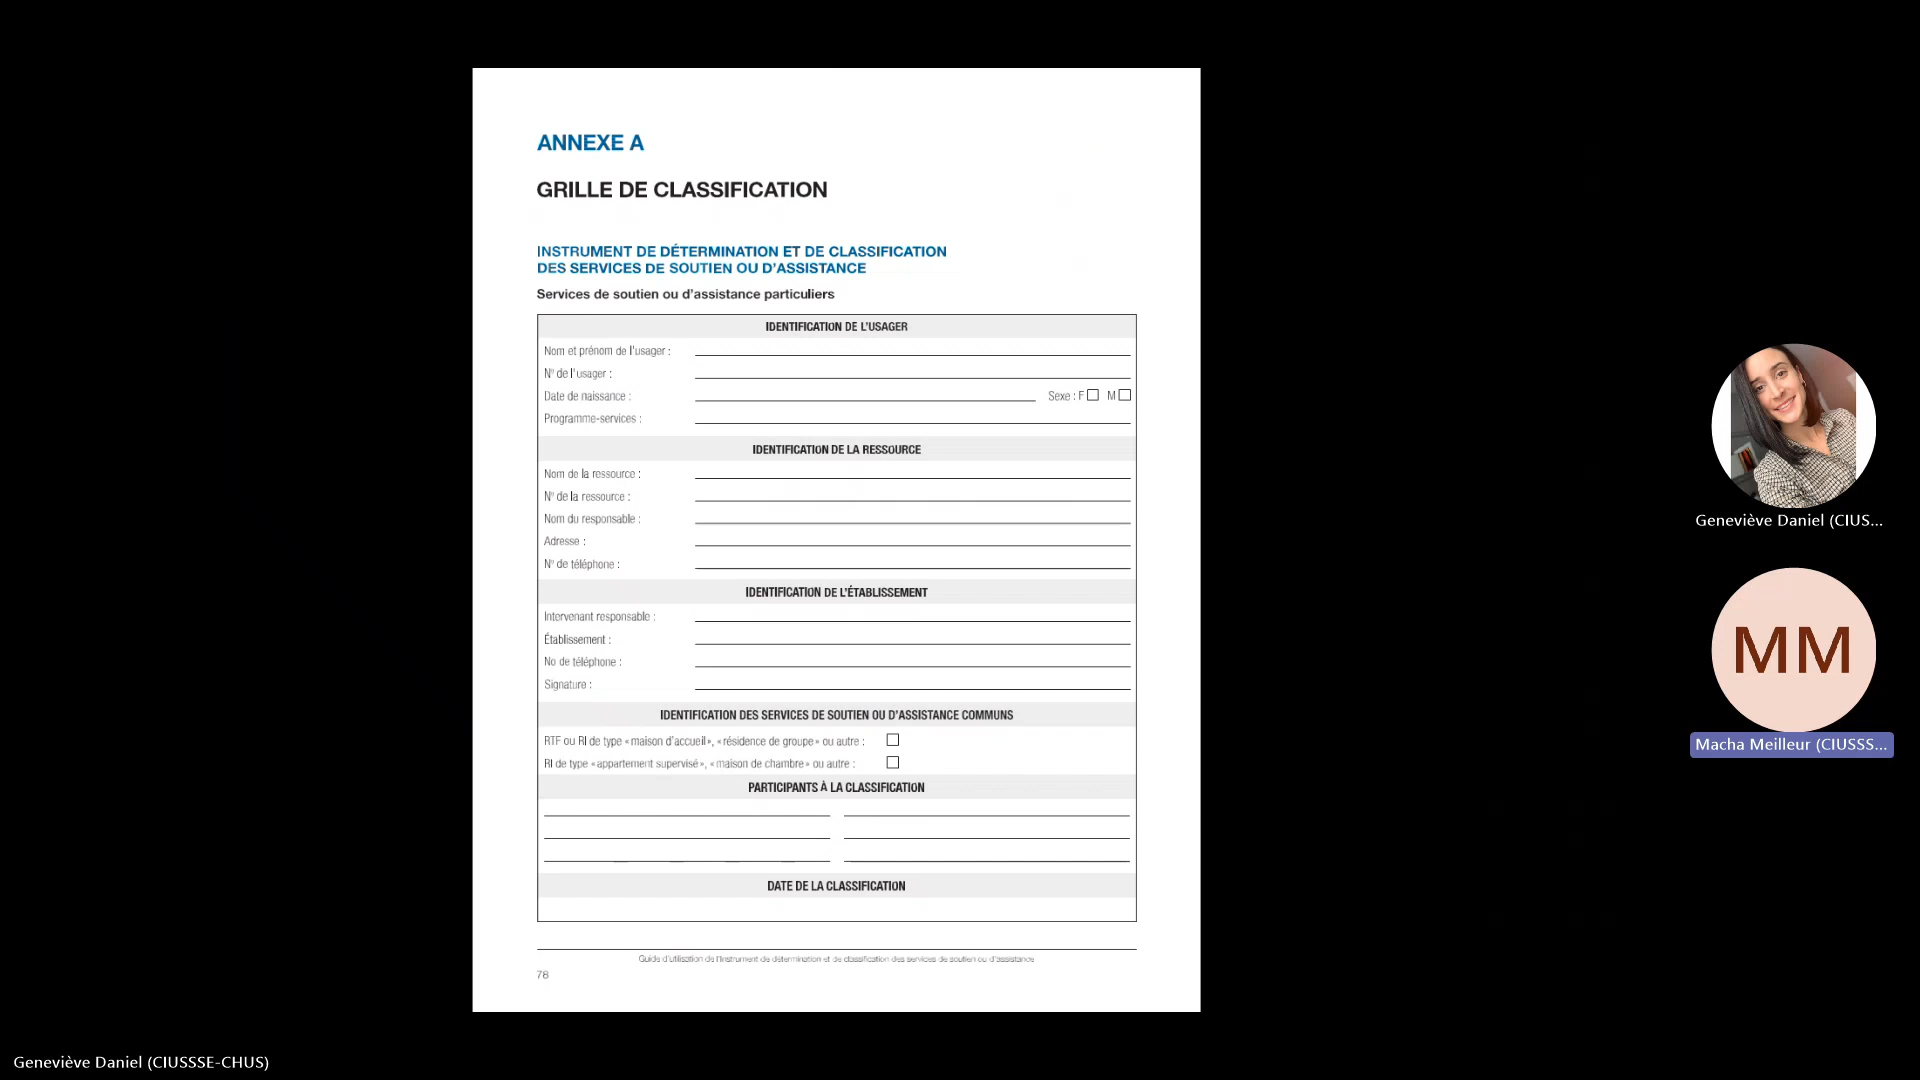 ANNEXE A
GRILLE DE CLASSIFICATION
INSTRUMENT DE DÉTERMINATION ET DE CLASSIFICATION
DES SERVICES DE SOUTIEN OU D'ASSISTANCE
Services de soutien ou d'assistance particuliers
IDENTIFICATION DE L'USAGER
Nom et prénom de l'usager :
N° de l'usager :
Date de naissance : Sexe : F M
Programme-services :
IDENTIFICATION DE LA RESSOURCE
Nom de la ressource :
N° de la ressource :
Nom du responsable :
Adresse :
N° de téléphone :
IDENTIFICATION DE L'ÉTABLISSEMENT
Intervenant responsable :
Établissement :
No de téléphone :
Signature :
IDENTIFICATION DES SERVICES DE SOUTIEN OU D'ASSISTANCE COMMUNS
RTF ou RI de type «maison d'accueil», «résidence de groupe» ou autre :
RI de type «appartement supervisé», «maison de chambre» ou autre :
PARTICIPANTS À LA CLASSIFICATION
DATE DE LA CLASSIFICATION
Guide d'utilisation de l'Instrument de détermination et de classification des services de soutien ou d'assistance
78
Geneviève Daniel (CIUS...
MM
Macha Meilleur (CIUSSS...
Geneviève Daniel (CIUSSSE-CHUS)